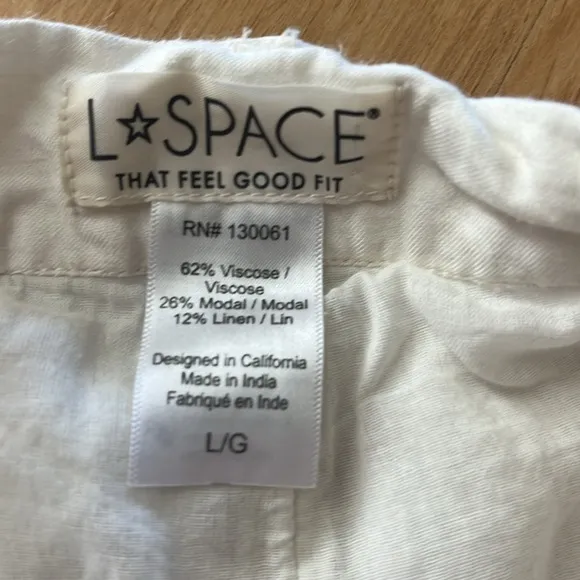 L☆SPACE®
THAT FEEL GOOD FIT
RN# 130061
62% Viscose /
Viscose
26% Modal / Modal
12% Linen / Lin
Designed in California
Made in India
Fabriqué en Inde
L/G